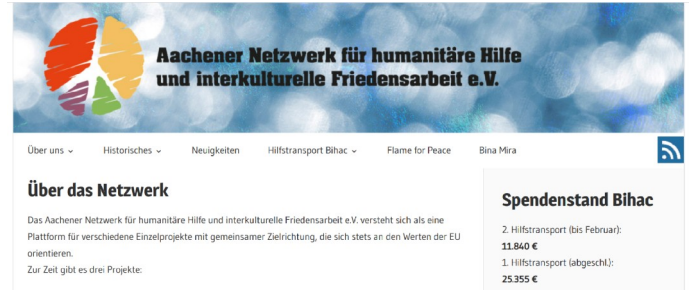 Aachener Netzwerk für humanitäre Hilfe
und interkulturelle Friedensarbeit e.V.
Über uns
Historisches
Neuigkeiten
Hilfstransport Bihac
Flame for Peace
Bina Mira
Über das Netzwerk
Das Aachener Netzwerk für humanitäre Hilfe und interkulturelle Friedensarbeit e.V. versteht sich als eine
Plattform für verschiedene Einzelprojekte mit gemeinsamer Zielrichtung, die sich stets an den Werten der EU
orientieren.
Zur Zeit gibt es drei Projekte:
Spendenstand Bihac
2. Hilfstransport (bis Februar):
11.840 €
1. Hilfstransport (abgeschl.):
25.355 €